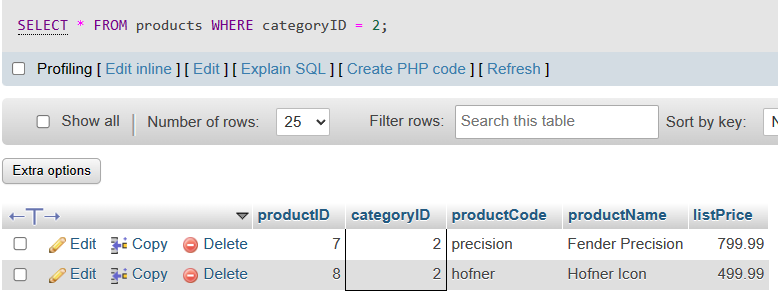 SELECT * FROM products WHERE categoryID = 2;
Profiling [ Edit inline ] [ Edit ] [ Explain SQL ] [ Create PHP code ] [ Refresh ]
Show all Number of rows: 25 Filter rows: Search this table Sort by key: N
Extra options
←T→ productID categoryID productCode productName listPrice
Edit Copy Delete 7 2 precision Fender Precision 799.99
Edit Copy Delete 8 2 hofner Hofner Icon 499.99